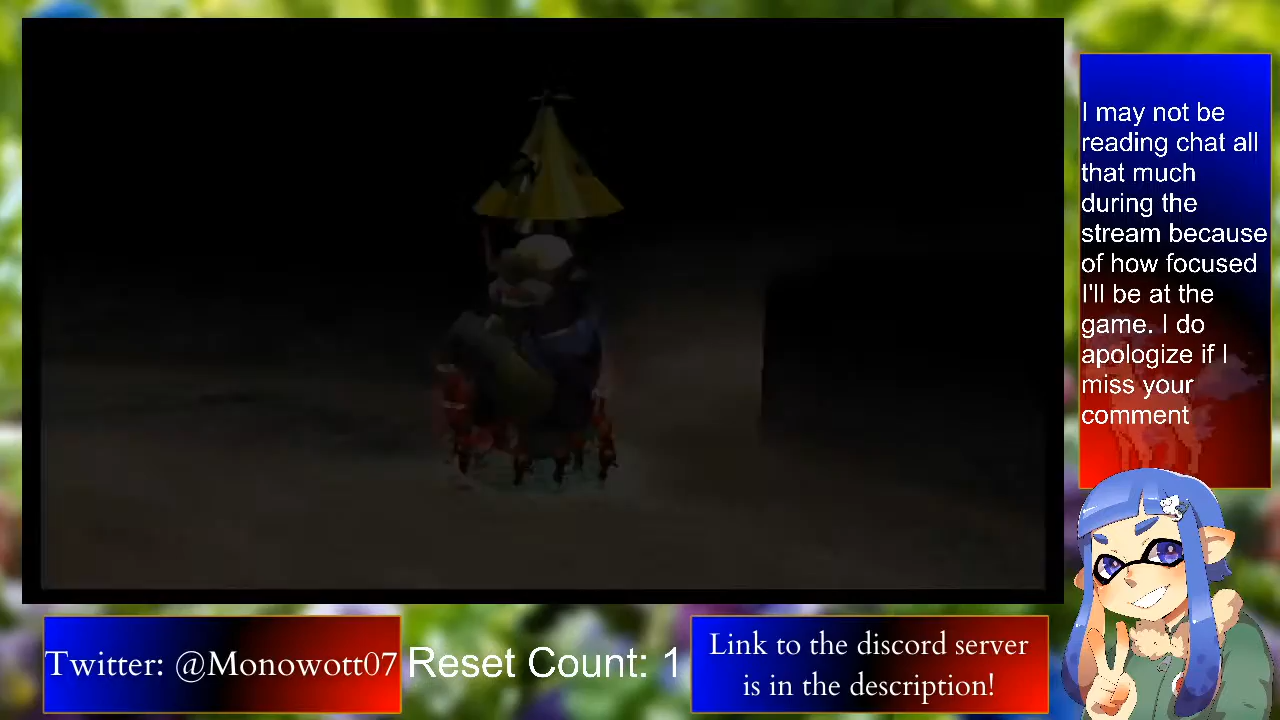 I may not be
reading chat all
that much
during the
stream because
of how focused
I'll be at the
game. I do
apologize if I
miss your
comment
Twitter: @Monowott07
Reset Count: 1
Link to the discord server
is in the description!